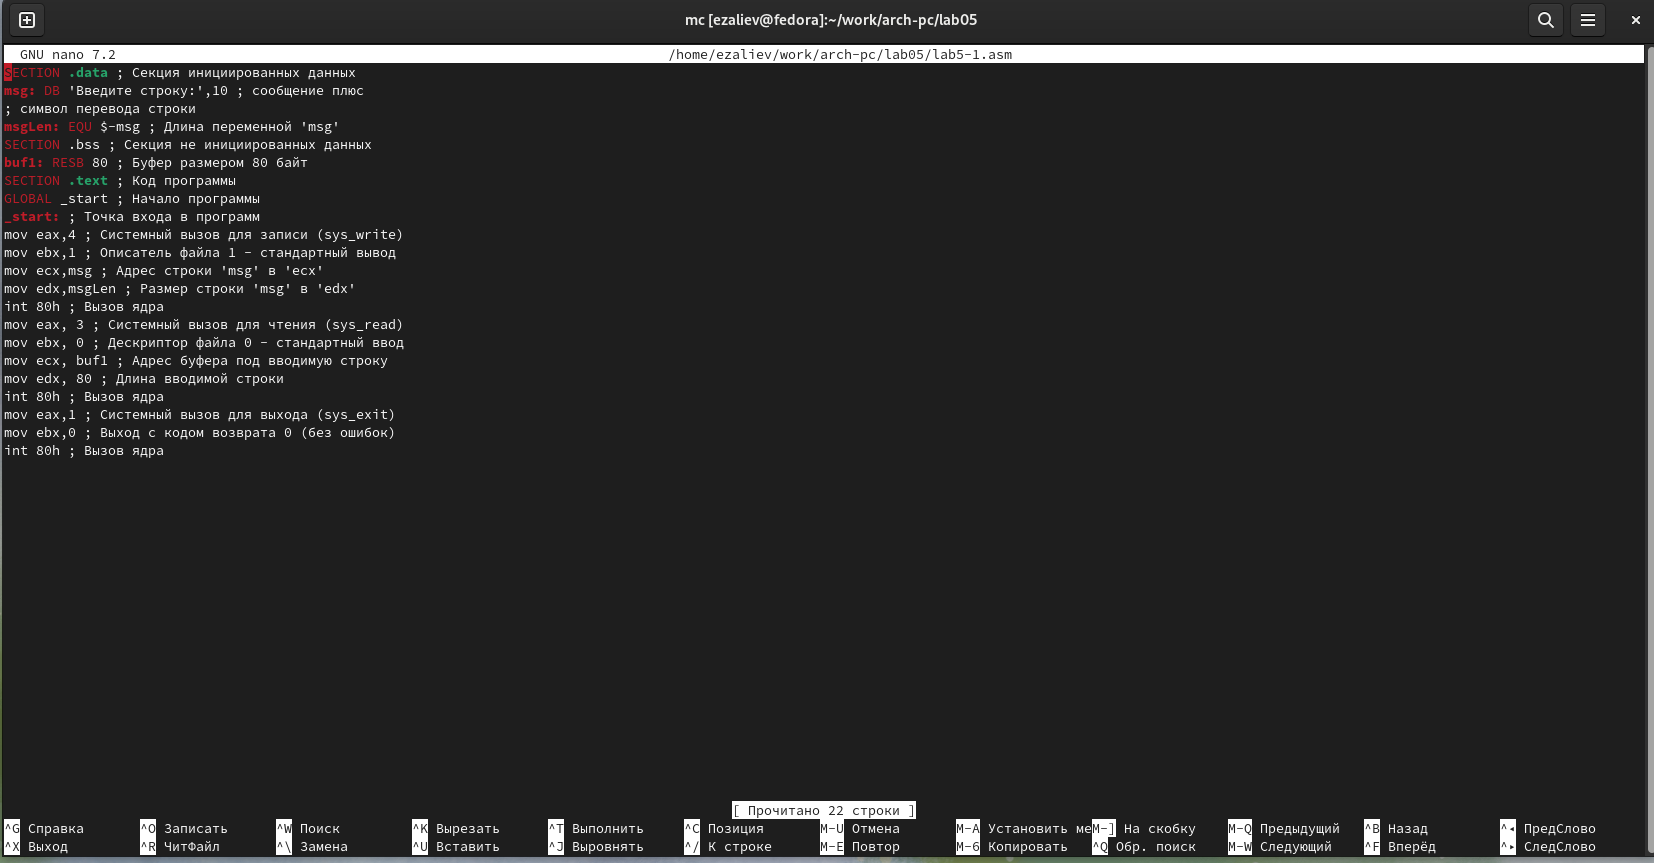 mc [ezaliev@fedora]:~/work/arch-pc/lab05
GNU nano 7.2 /home/ezaliev/work/arch-pc/lab05/lab5-1.asm
SECTION .data ; Секция инициированных данных
msg: DB 'Введите строку:',10 ; сообщение плюс
; символ перевода строки
msgLen: EQU $-msg ; Длина переменной 'msg'
SECTION .bss ; Секция не инициированных данных
buf1: RESB 80 ; Буфер размером 80 байт
SECTION .text ; Код программы
GLOBAL _start ; Начало программы
_start: ; Точка входа в программ
mov eax,4 ; Системный вызов для записи (sys_write)
mov ebx,1 ; Описатель файла 1 - стандартный вывод
mov ecx,msg ; Адрес строки 'msg' в 'ecx'
mov edx,msgLen ; Размер строки 'msg' в 'edx'
int 80h ; Вызов ядра
mov eax, 3 ; Системный вызов для чтения (sys_read)
mov ebx, 0 ; Дескриптор файла 0 - стандартный ввод
mov ecx, buf1 ; Адрес буфера под вводимую строку
mov edx, 80 ; Длина вводимой строки
int 80h ; Вызов ядра
mov eax,1 ; Системный вызов для выхода (sys_exit)
mov ebx,0 ; Выход с кодом возврата 0 (без ошибок)
int 80h ; Вызов ядра
[ Прочитано 22 строки ]
^G Справка ^O Записать ^W Поиск ^K Вырезать ^T Выполнить ^C Позиция M-U Отмена M-A Установить ме M-] На скобку M-Q Предыдущий ^B Назад ^◂ ПредСлово
^X Выход ^R ЧитФайл ^\ Замена ^U Вставить ^J Выровнять ^/ К строке M-E Повтор M-6 Копировать ^Q Обр. поиск M-W Следующий ^F Вперёд ^▸ СледСлово